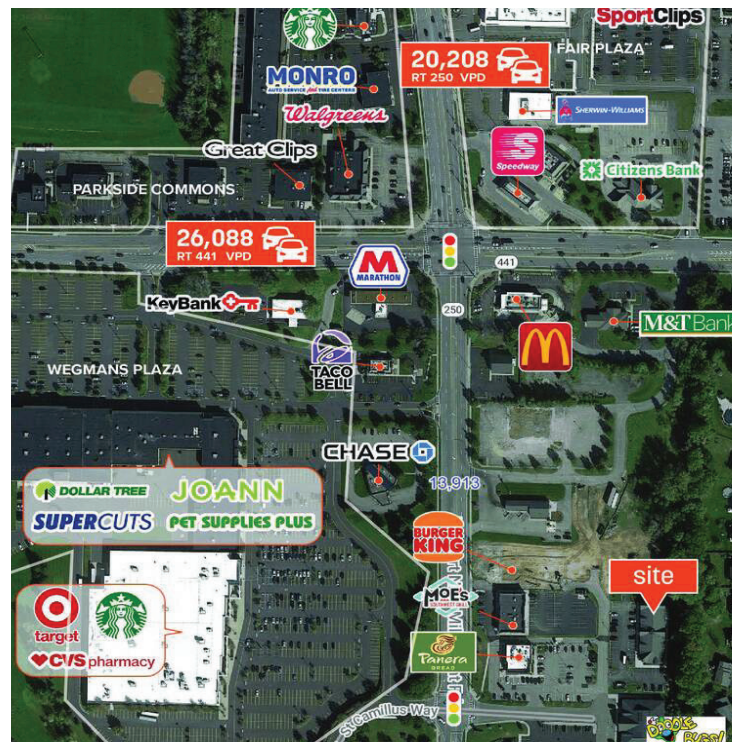 SportClips
FAIR PLAZA
20,208
RT 250 VPD
MONRO
AUTO SERVICE and TIRE CENTERS
SHERWIN-WILLIAMS
Walgreens
Great Clips
S
Speedway
Citizens Bank
PARKSIDE COMMONS
26,088
RT 441 VPD
M
MARATHON
441
KeyBank
250
M&T Bank
TACO
BELL
WEGMANS PLAZA
CHASE
13,913
DOLLAR TREE
JOANN
SUPERCUTS
PET SUPPLIES PLUS
BURGER
KING
site
MOE's
SOUTHWEST GRILL
target
CVS pharmacy
Panera
BREAD
St Camillus Way
DOODLE
BUGS!